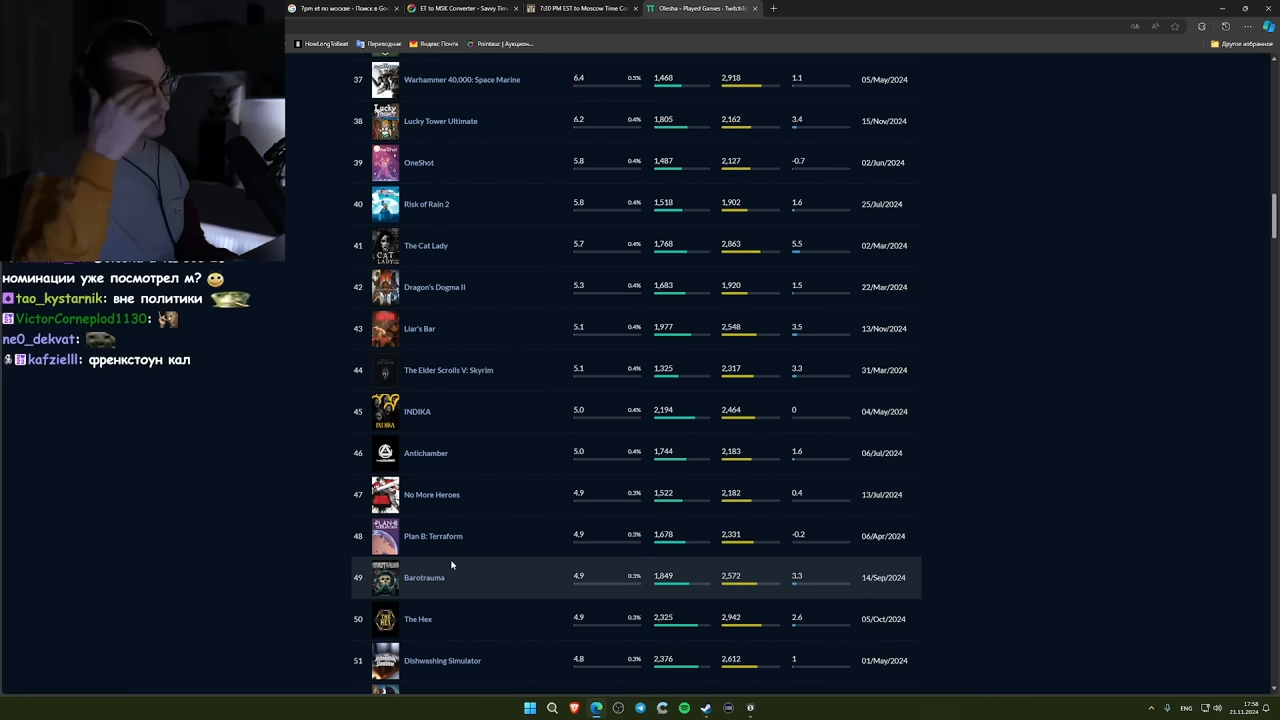 7pm et по москве
EST to MSK Converter - Savvy Time
7:30 PM EST to Moscow Time Co
Olesha - Played Games - Twitch
HowLongToBeat
Переводчик
Яндекс Почта
Pointauc | Аукцион...
Другое избранное
37 Warhammer 40,000: Space Marine 6.4 0.5% 1,468 2,918 1.1 05/May/2024
38 Lucky Tower Ultimate 6.2 0.4% 1,805 2,162 3.4 15/Nov/2024
39 OneShot 5.8 0.4% 1,487 2,127 -0.7 02/Jun/2024
40 Risk of Rain 2 5.8 0.4% 1,518 1,902 1.6 25/Jul/2024
41 The Cat Lady 5.7 0.4% 1,768 2,863 5.5 02/Mar/2024
42 Dragon's Dogma II 5.3 0.4% 1,683 1,920 1.5 22/Mar/2024
43 Liar's Bar 5.1 0.4% 1,977 2,548 3.5 13/Nov/2024
44 The Elder Scrolls V: Skyrim 5.1 0.4% 1,325 2,317 3.3 31/Mar/2024
45 INDIKA 5.0 0.4% 2,194 2,464 0 04/May/2024
46 Antichamber 5.0 0.4% 1,744 2,183 1.6 06/Jul/2024
47 No More Heroes 4.9 0.3% 1,522 2,182 0.4 13/Jul/2024
48 Plan B: Terraform 4.9 0.3% 1,678 2,331 -0.2 06/Apr/2024
49 Barotrauma 4.9 0.3% 1,849 2,572 3.3 14/Sep/2024
50 The Hex 4.9 0.3% 2,325 2,942 2.6 05/Oct/2024
51 Dishwashing Simulator 4.8 0.3% 2,376 2,612 1 01/May/2024
номинации уже посмотрел м?
tao_kystarnik: вне политики
VictorCorneplod1130:
ne0_dekvat:
kafzielll: френкстоун кал
17:58
21.11.2024